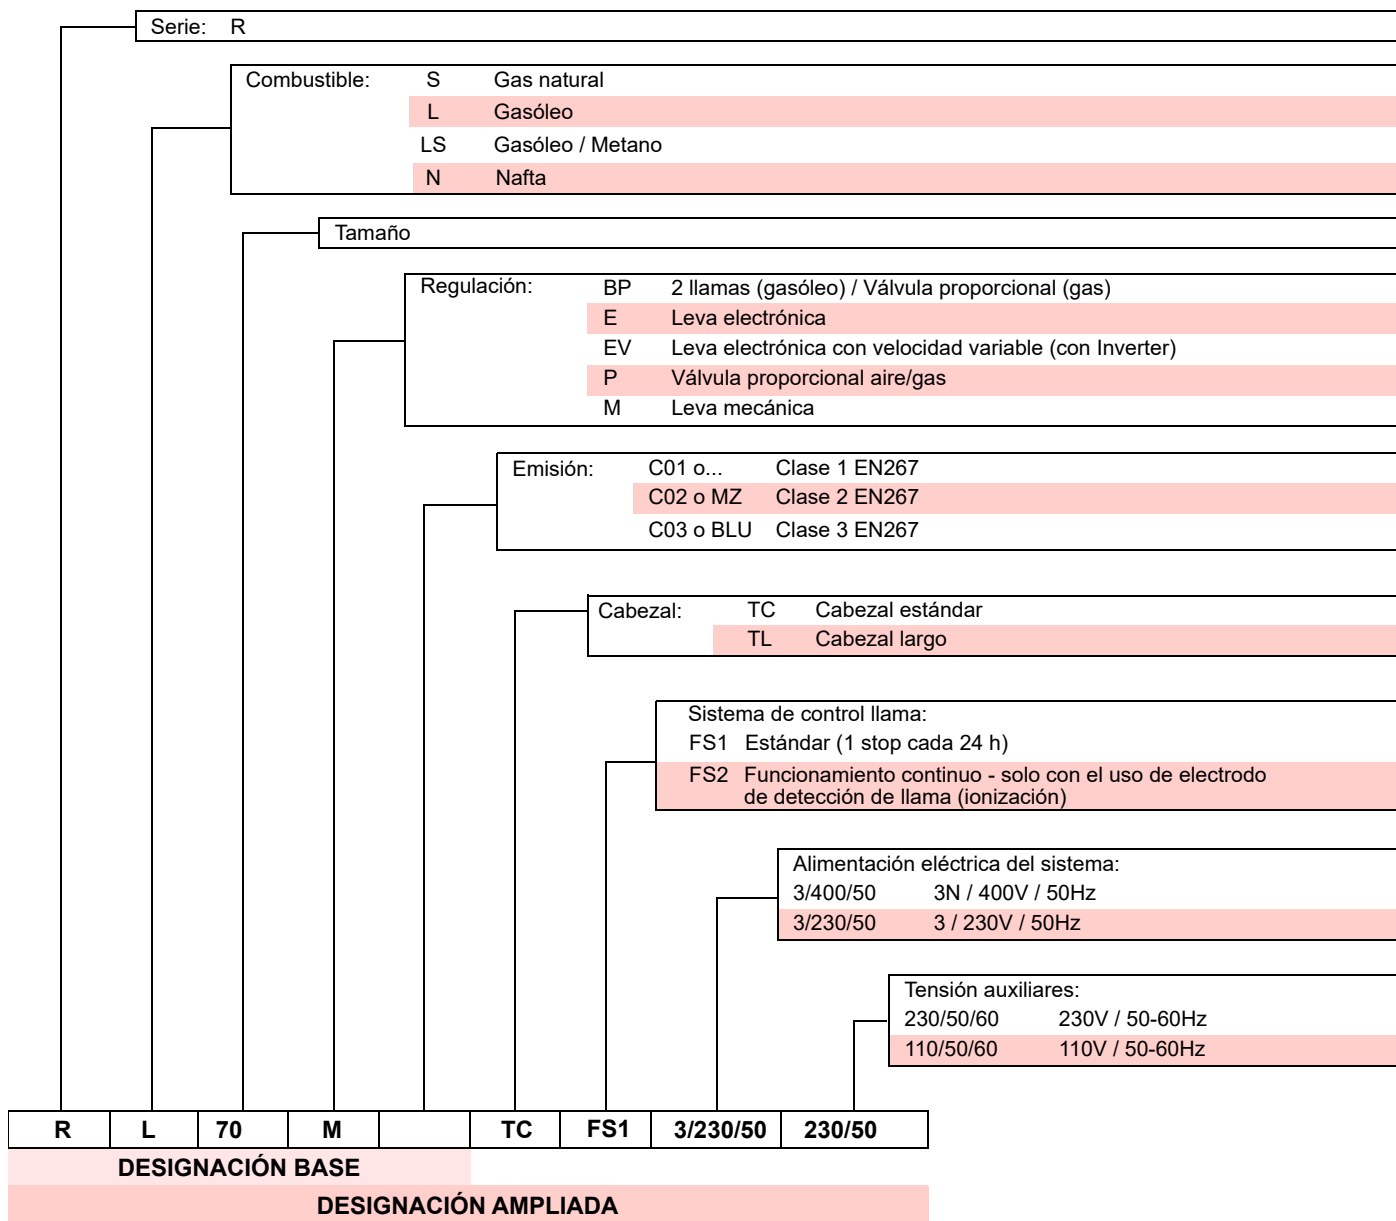 Serie: R
Combustible: S Gas natural
L Gasóleo
LS Gasóleo / Metano
N Nafta
Tamaño
Regulación: BP 2 llamas (gasóleo) / Válvula proporcional (gas)
E Leva electrónica
EV Leva electrónica con velocidad variable (con Inverter)
P Válvula proporcional aire/gas
M Leva mecánica
Emisión: C01 o... Clase 1 EN267
C02 o MZ Clase 2 EN267
C03 o BLU Clase 3 EN267
Cabezal: TC Cabezal estándar
TL Cabezal largo
Sistema de control llama:
FS1 Estándar (1 stop cada 24 h)
FS2 Funcionamiento continuo - solo con el uso de electrodo
de detección de llama (ionización)
Alimentación eléctrica del sistema:
3/400/50 3N / 400V / 50Hz
3/230/50 3 / 230V / 50Hz
Tensión auxiliares:
230/50/60 230V / 50-60Hz
110/50/60 110V / 50-60Hz
R L 70 M TC FS1 3/230/50 230/50
DESIGNACIÓN BASE
DESIGNACIÓN AMPLIADA